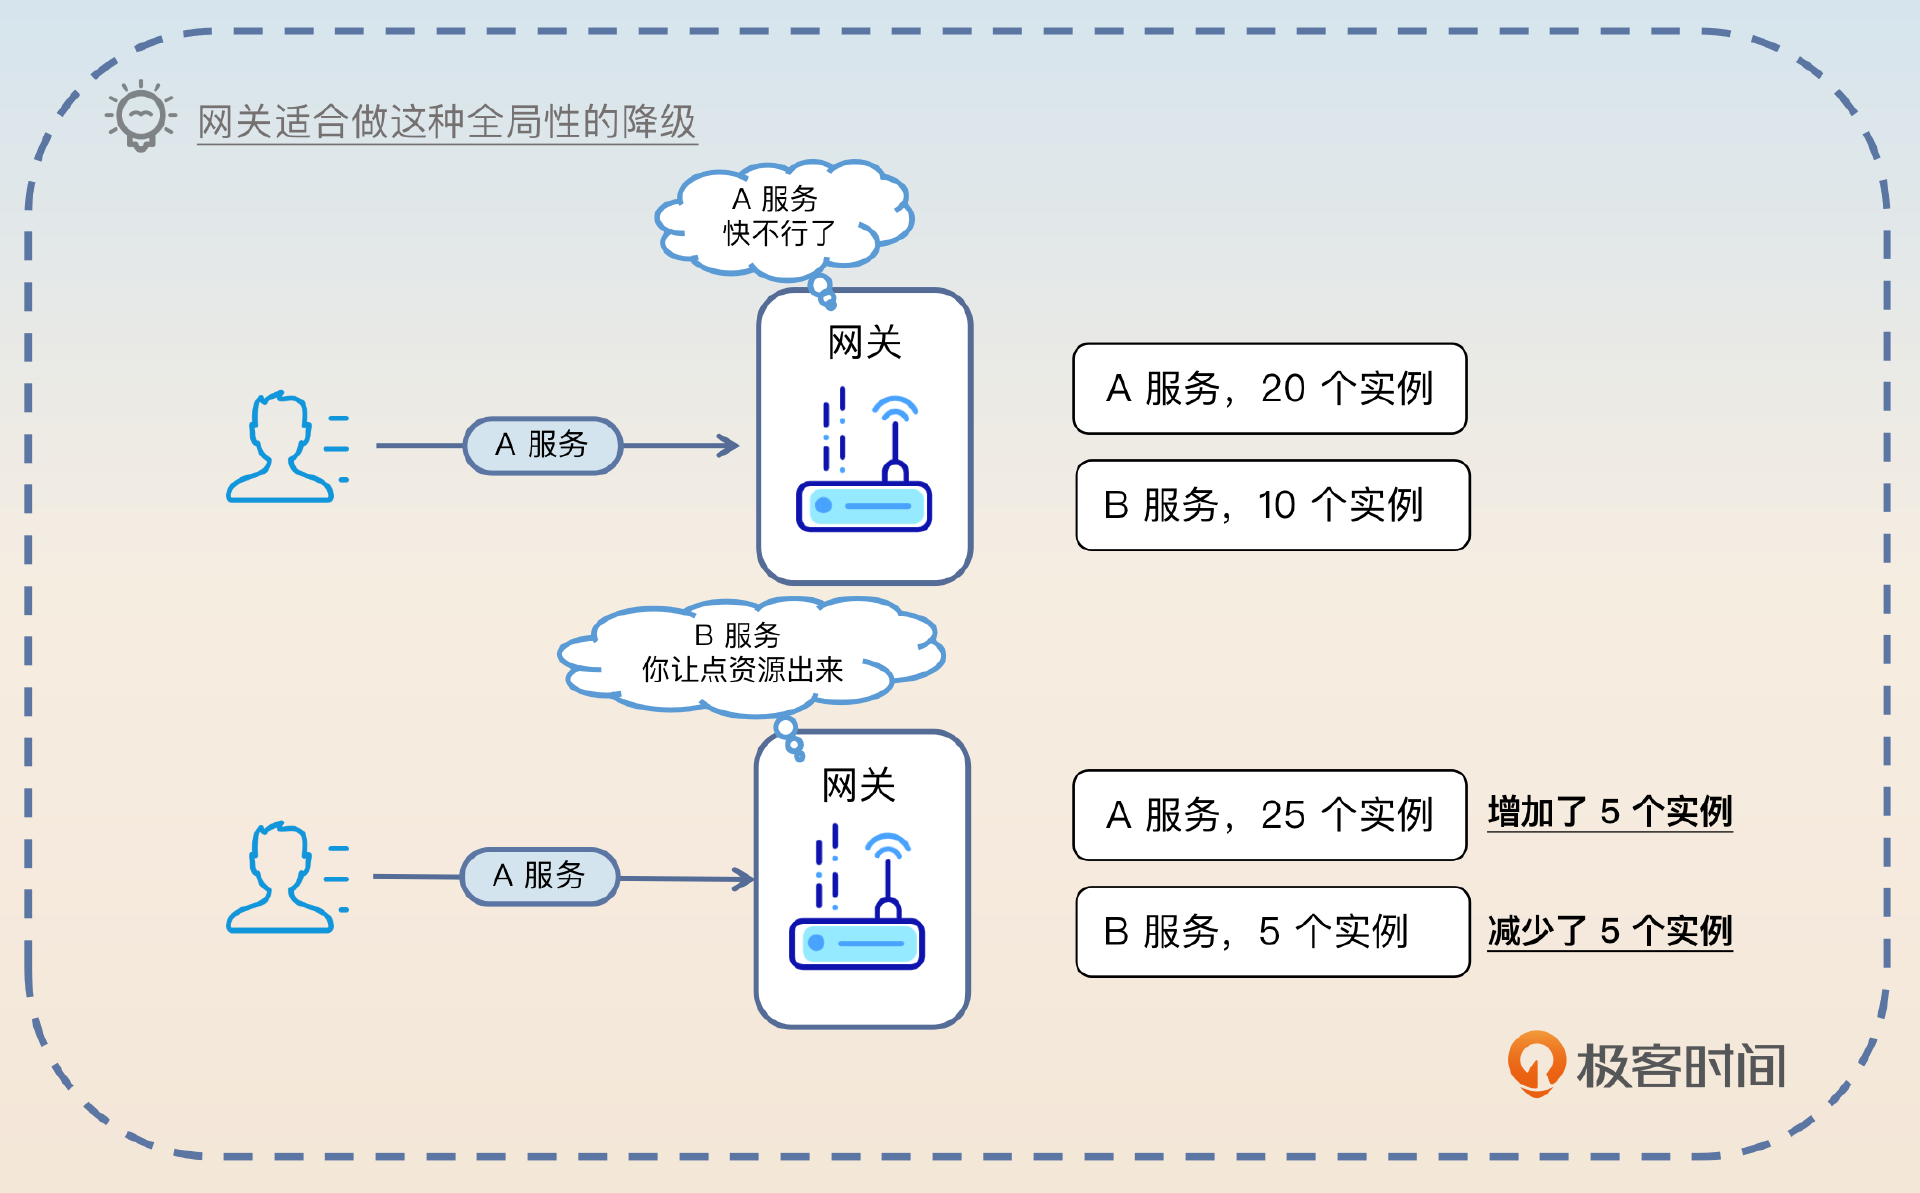 网关适合做这种全局性的降级
A 服务
快不行了
网关
A 服务
A 服务，20 个实例
B 服务，10 个实例
B 服务
你让点资源出来
网关
A 服务
A 服务，25 个实例
增加了 5 个实例
B 服务，5 个实例
减少了 5 个实例
极客时间